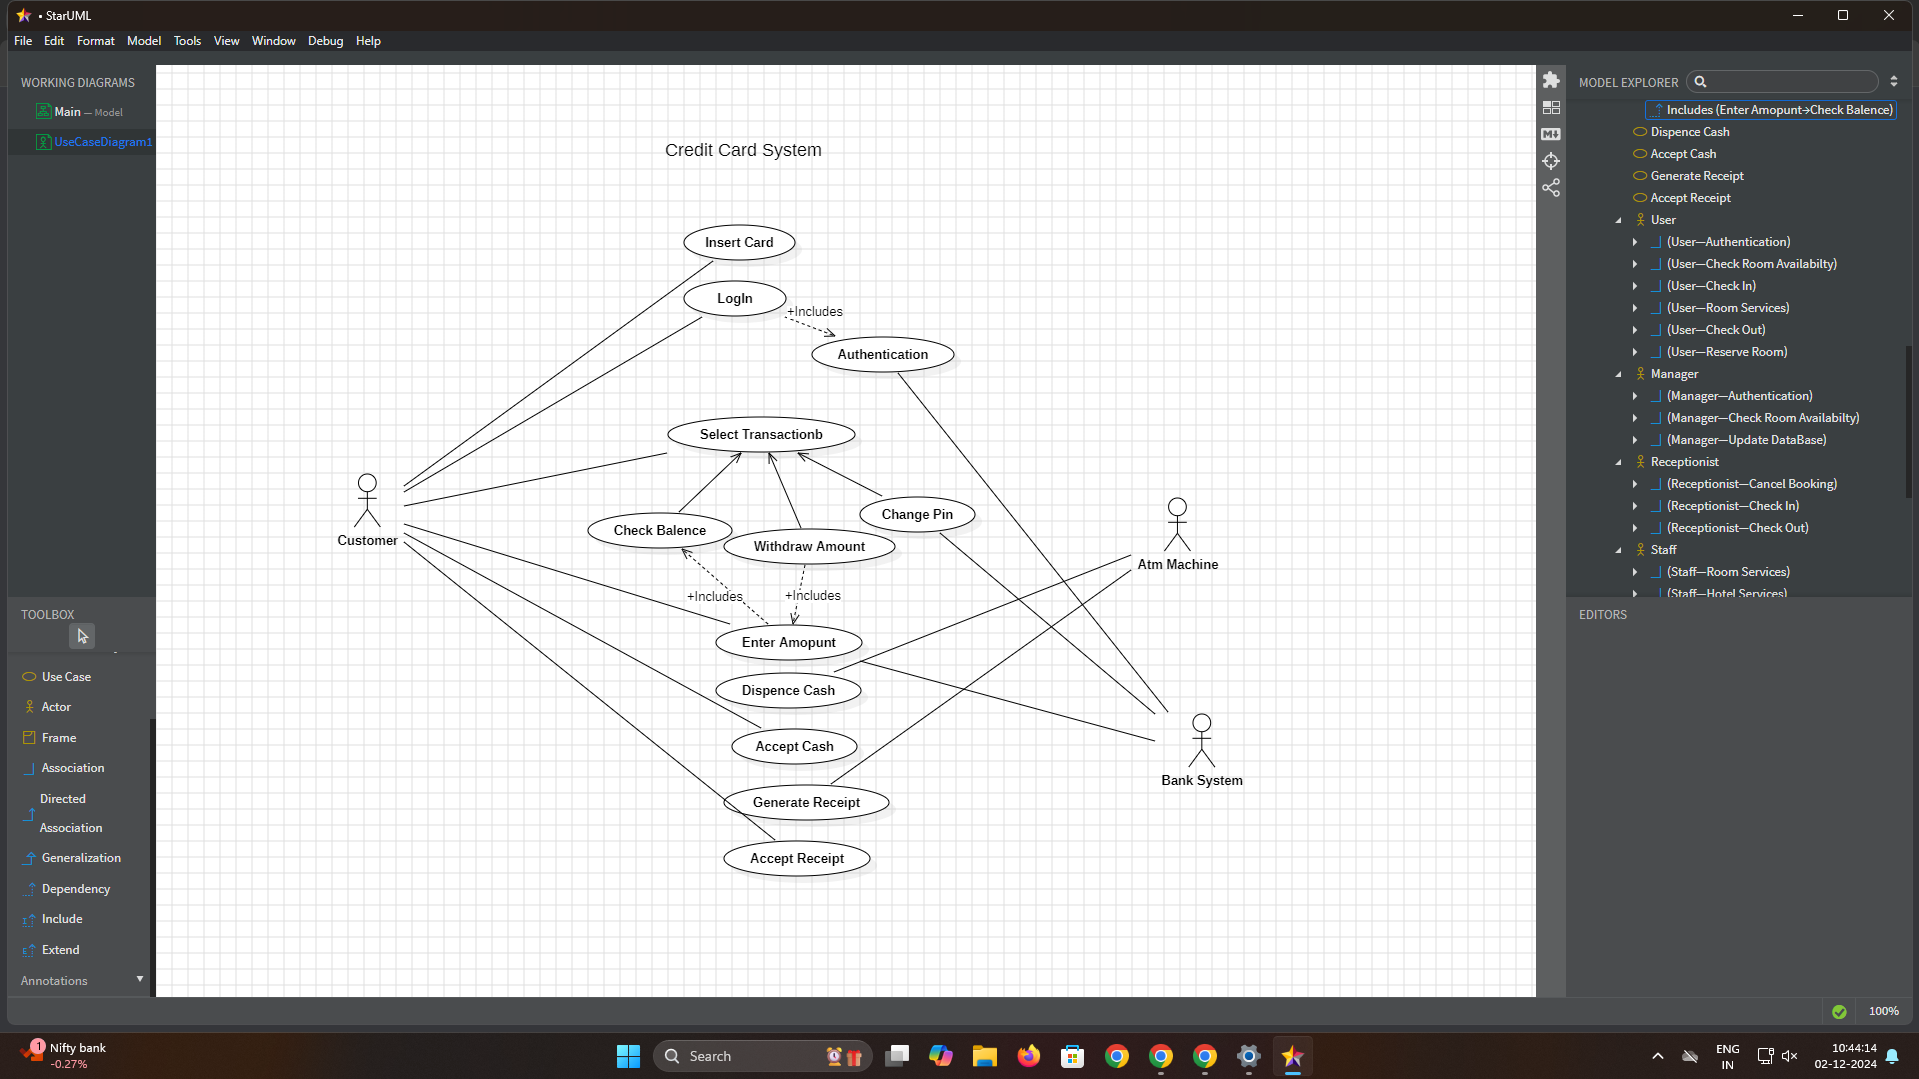 • StarUML
File Edit Format Model Tools View Window Debug Help
WORKING DIAGRAMS
Main — Model
UseCaseDiagram1
TOOLBOX
Use Case
Actor
Frame
Association
Directed
Association
Generalization
Dependency
Include
Extend
Annotations
Credit Card System
Insert Card
LogIn
+Includes
Authentication
Select Transactionb
Check Balence
Withdraw Amount
Change Pin
Customer
Atm Machine
+Includes
+Includes
Enter Amopunt
Dispence Cash
Accept Cash
Bank System
Generate Receipt
Accept Receipt
MODEL EXPLORER
Includes (Enter Amopunt→Check Balence)
Dispence Cash
Accept Cash
Generate Receipt
Accept Receipt
User
(User—Authentication)
(User—Check Room Availabilty)
(User—Check In)
(User—Room Services)
(User—Check Out)
(User—Reserve Room)
Manager
(Manager—Authentication)
(Manager—Check Room Availabilty)
(Manager—Update DataBase)
Receptionist
(Receptionist—Cancel Booking)
(Receptionist—Check In)
(Receptionist—Check Out)
Staff
(Staff—Room Services)
(Staff—Hotel Services)
EDITORS
100%
1
Nifty bank
-0.27%
Search
ENG
IN
10:44:14
02-12-2024